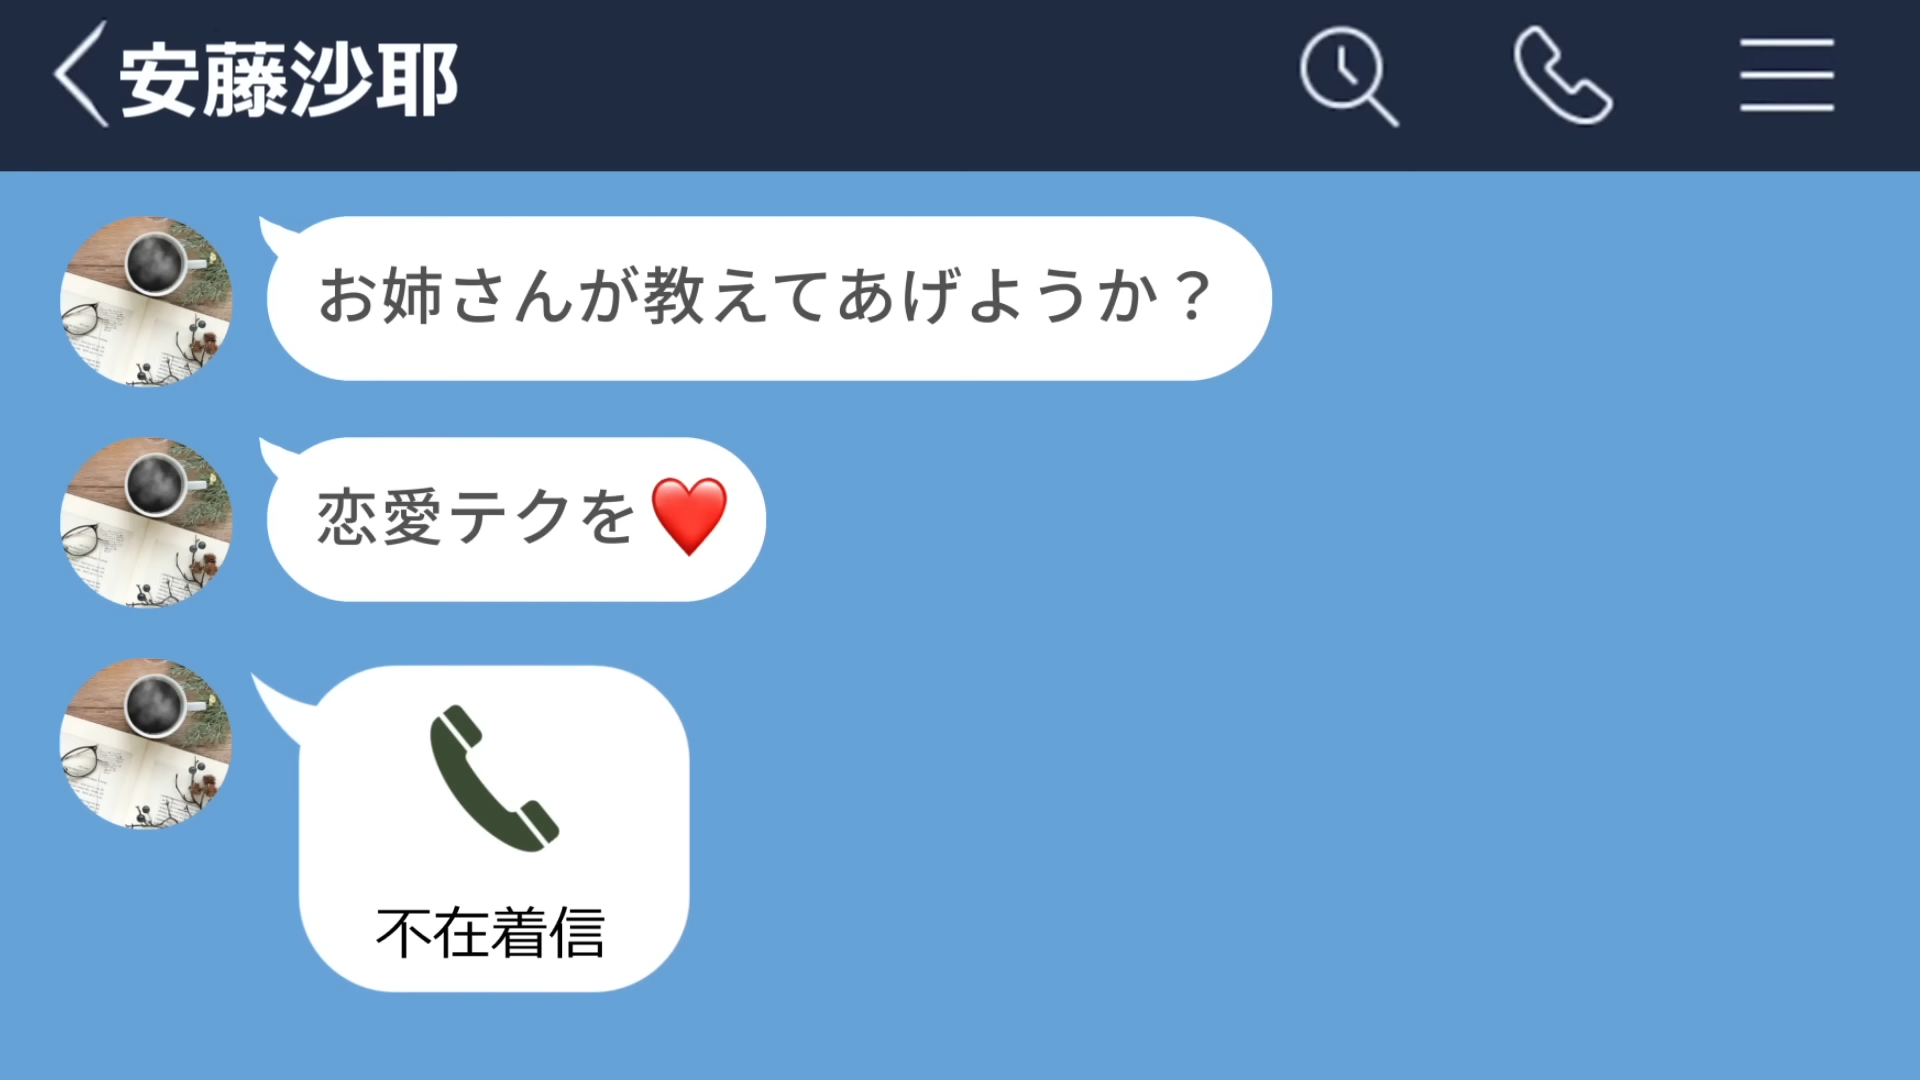 安藤沙耶
お姉さんが教えてあげようか？
恋愛テクを❤️
不在着信